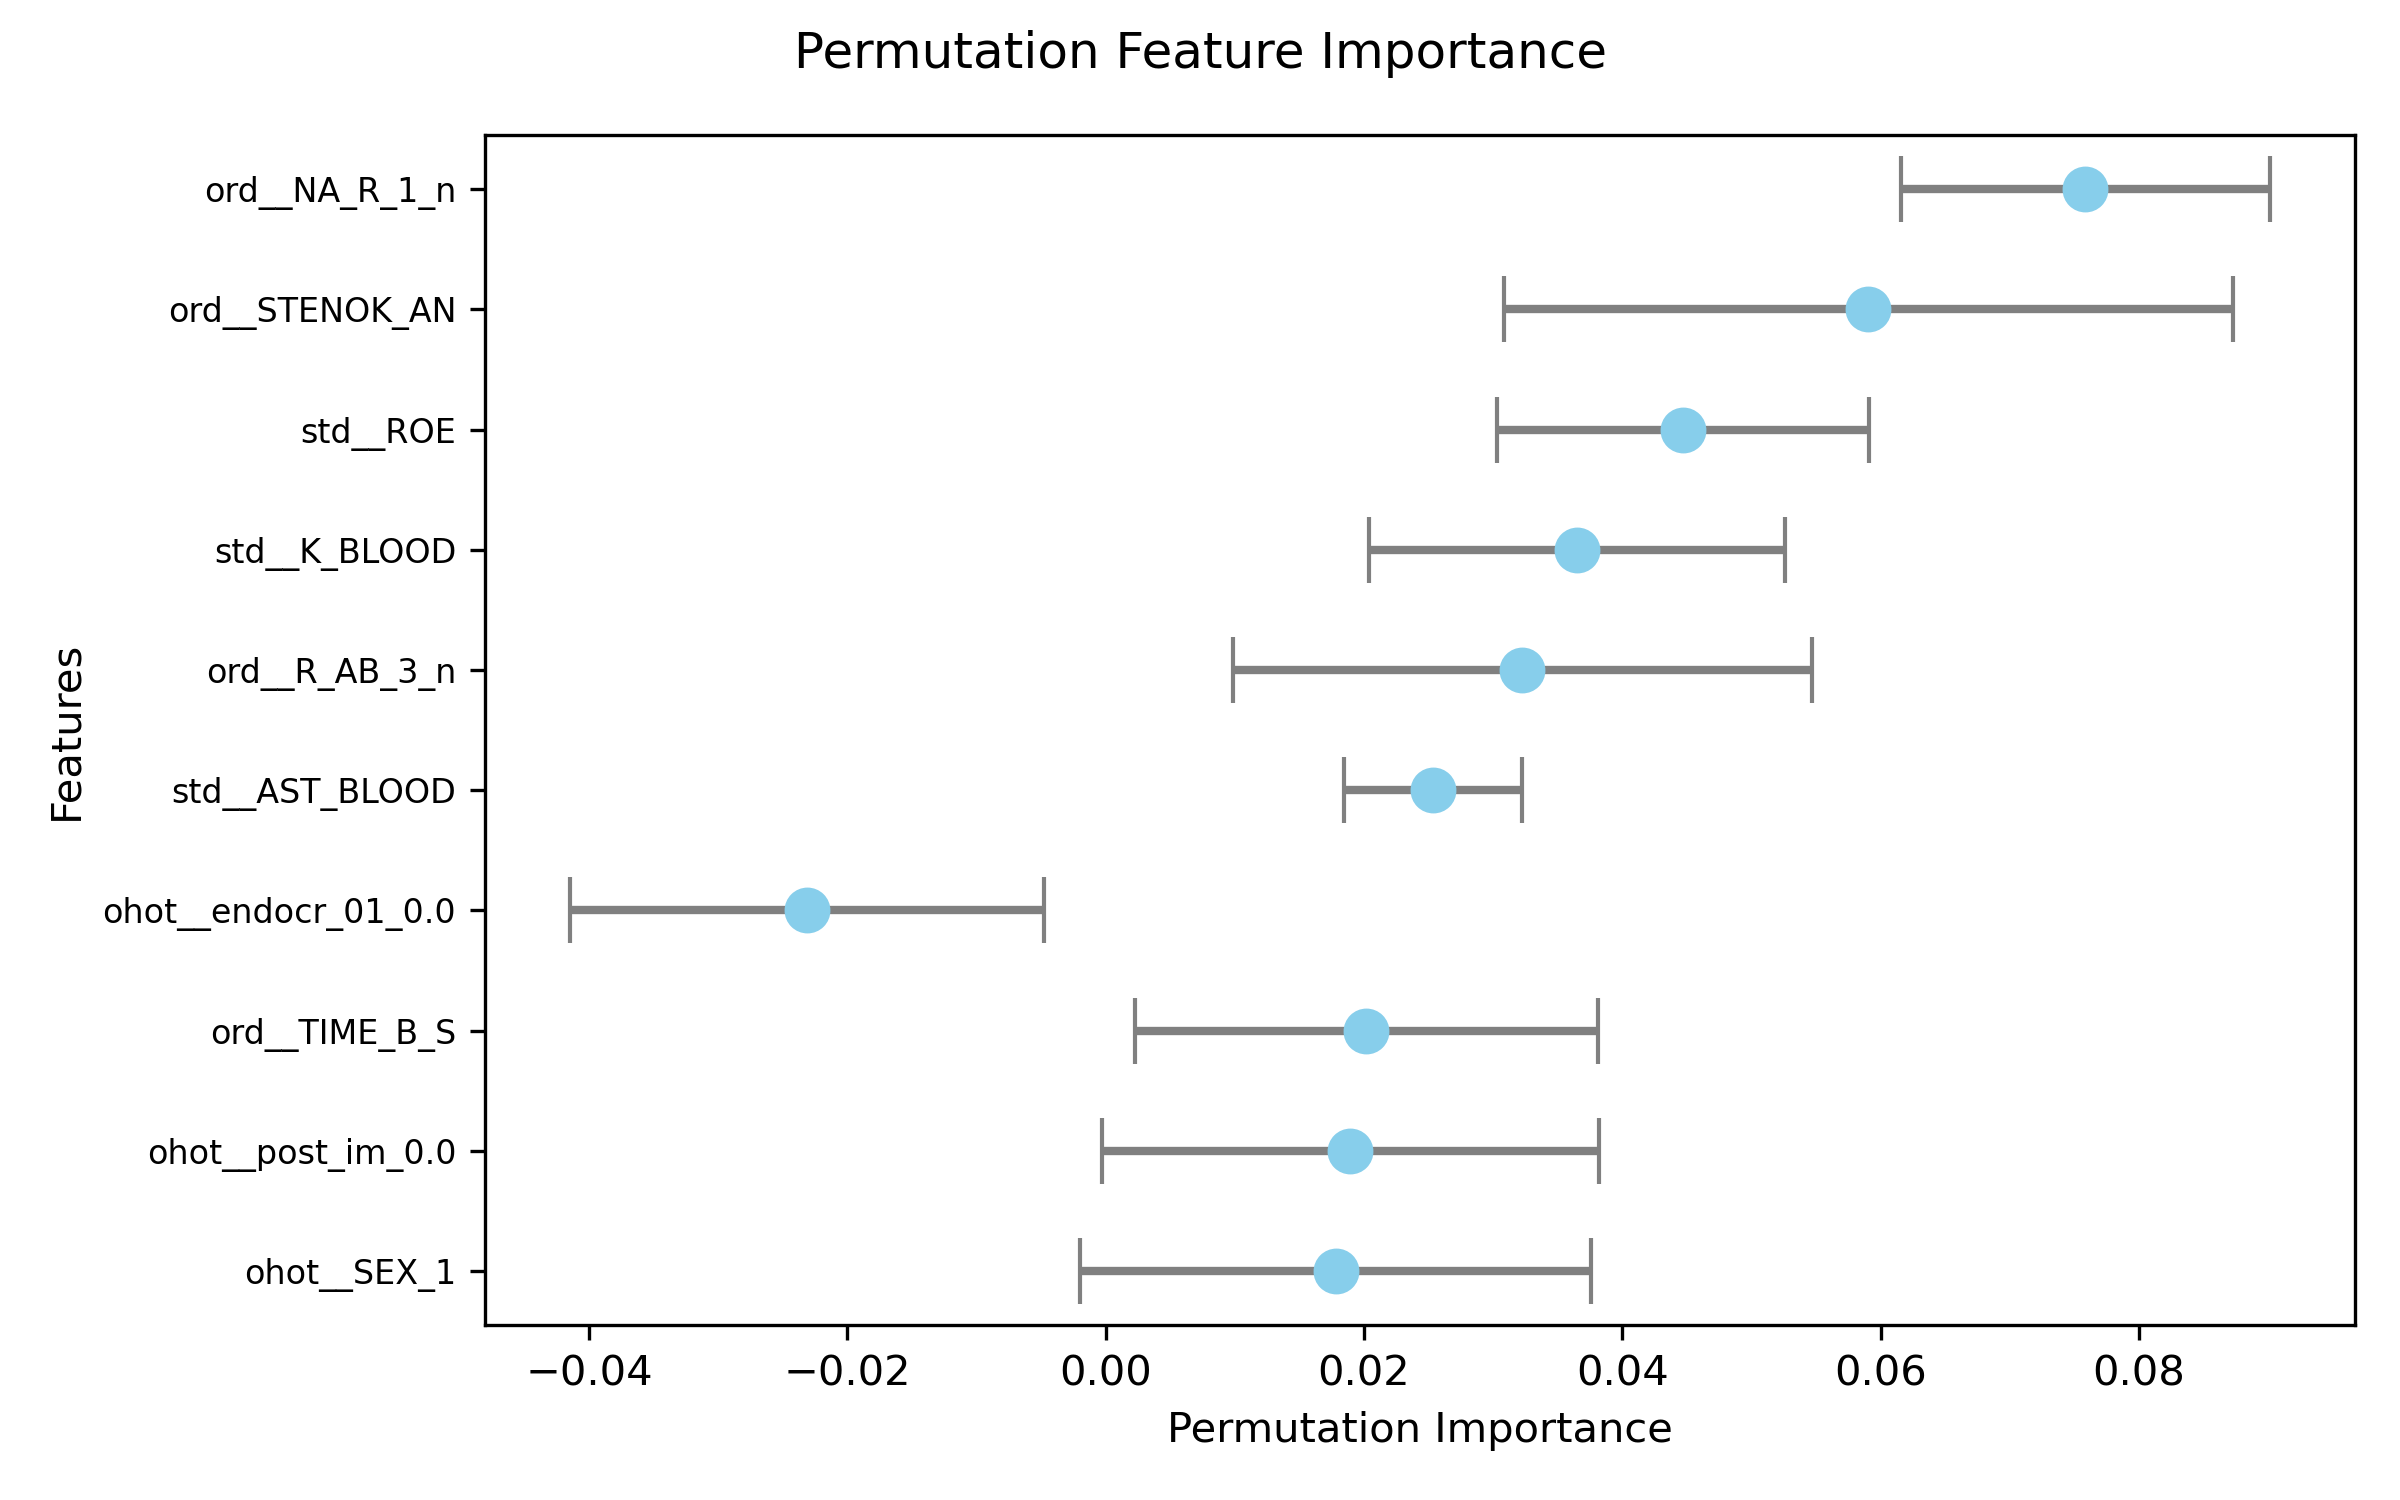 Permutation Feature Importance
Features
ord__NA_R_1_n
ord__STENOK_AN
std__ROE
std__K_BLOOD
ord__R_AB_3_n
std__AST_BLOOD
ohot__endocr_01_0.0
ord__TIME_B_S
ohot__post_im_0.0
ohot__SEX_1
−0.04 −0.02 0.00 0.02 0.04 0.06 0.08
Permutation Importance